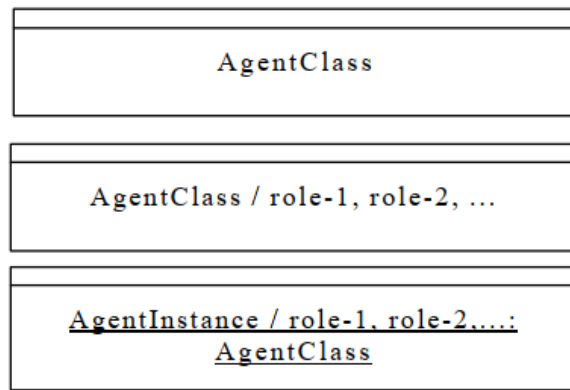 AgentClass
AgentClass / role-1, role-2, ...
AgentInstance / role-1, role-2,...:
AgentClass